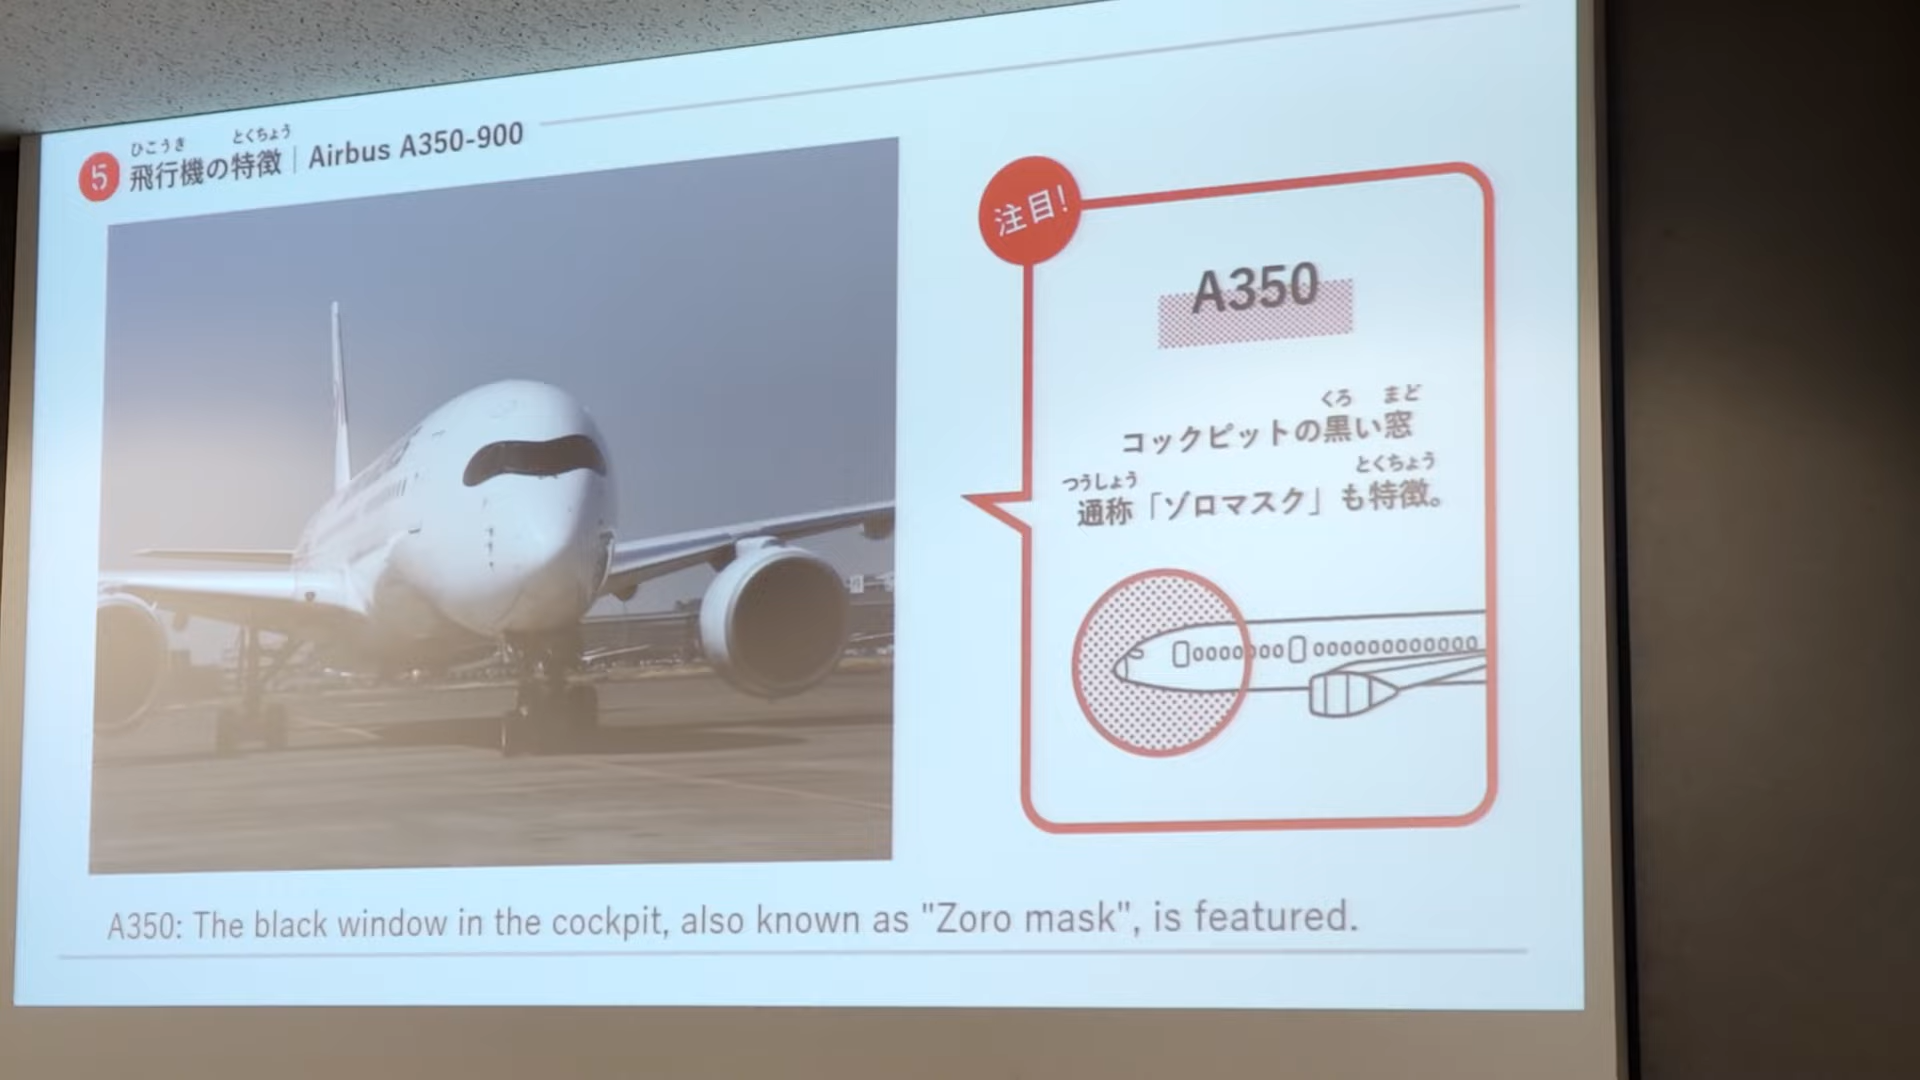 ひこうき とくちょう
5 飛行機の特徴｜Airbus A350-900
注目!
A350
くろ まど
コックピットの黒い窓
つうしょう とくちょう
通称「ゾロマスク」も特徴。
A350: The black window in the cockpit, also known as "Zoro mask", is featured.